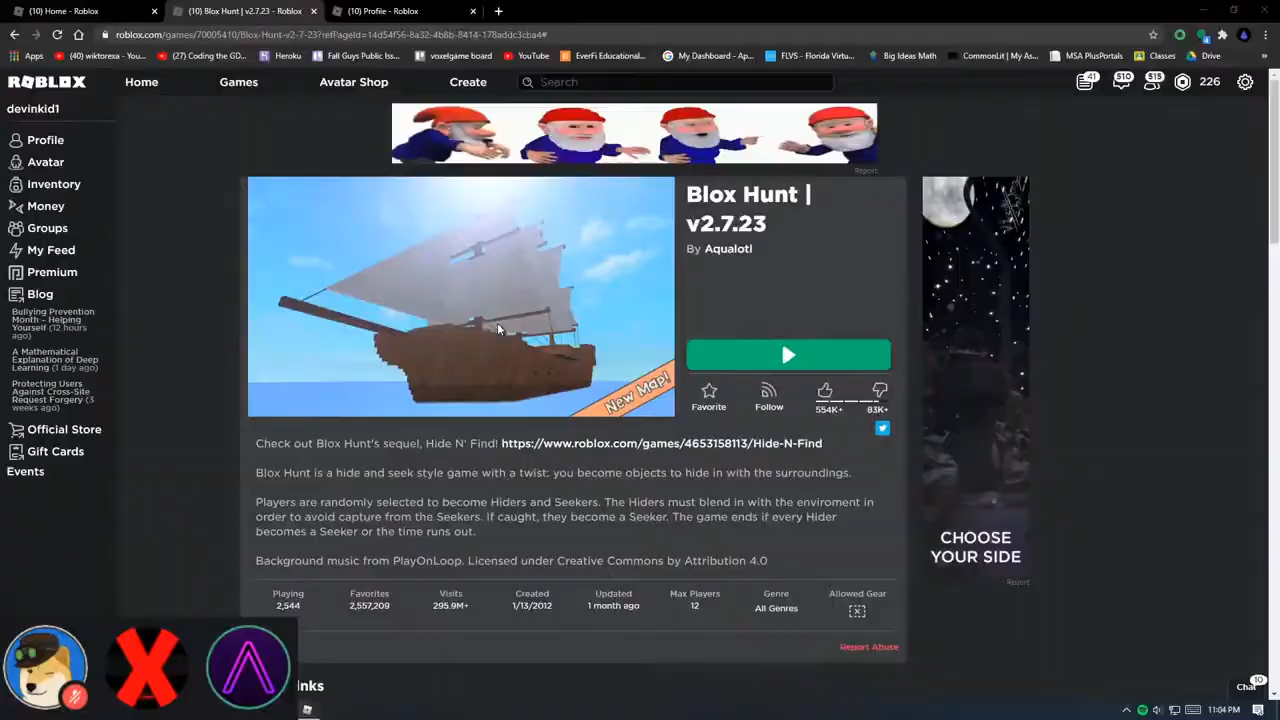 (10) Home - Roblox
(10) Blox Hunt | v2.7.23 - Roblox
(10) Profile - Roblox
roblox.com/games/70005410/Blox-Hunt-v2-7-23?refPageId=14d54f56-8a32-4b8b-8414-178addc3cba4#
Apps
(4) wiktorexa - You...
(27) Coding the GD...
Heroku
Fall Guys Public Iss...
voxelgame board
YouTube
EverFi Educational...
My Dashboard - Ap...
FLVS - Florida Virtu...
Big Ideas Math
CommonLit | My As...
MSA PlusPortals
Classes
Drive
ROBLOX
Home
Games
Avatar Shop
Create
Search
41
510
515
226
devinkid1
Profile
Avatar
Inventory
Money
Groups
My Feed
Premium
Blog
Bullying Prevention
Month – Helping
Yourself (12 hours
ago)
A Mathematical
Explanation of Deep
Learning (1 day ago)
Protecting Users
Against Cross-Site
Request Forgery (3
weeks ago)
Official Store
Gift Cards
Events
Report
Blox Hunt |
v2.7.23
By Aqualotl
New Map!
Favorite
Follow
554K+
83K+
Check out Blox Hunt's sequel, Hide N' Find! https://www.roblox.com/games/4653158113/Hide-N-Find
Blox Hunt is a hide and seek style game with a twist: you become objects to hide in with the surroundings.
Players are randomly selected to become Hiders and Seekers. The Hiders must blend in with the enviroment in
order to avoid capture from the Seekers. If caught, they become a Seeker. The game ends if every Hider
becomes a Seeker or the time runs out.
Background music from PlayOnLoop. Licensed under Creative Commons by Attribution 4.0
Playing
2,544
Favorites
2,557,209
Visits
295.9M+
Created
1/13/2012
Updated
1 month ago
Max Players
12
Genre
All Genres
Allowed Gear
Report Abuse
CHOOSE
YOUR SIDE
Report
inks
Chat
10
11:04 PM